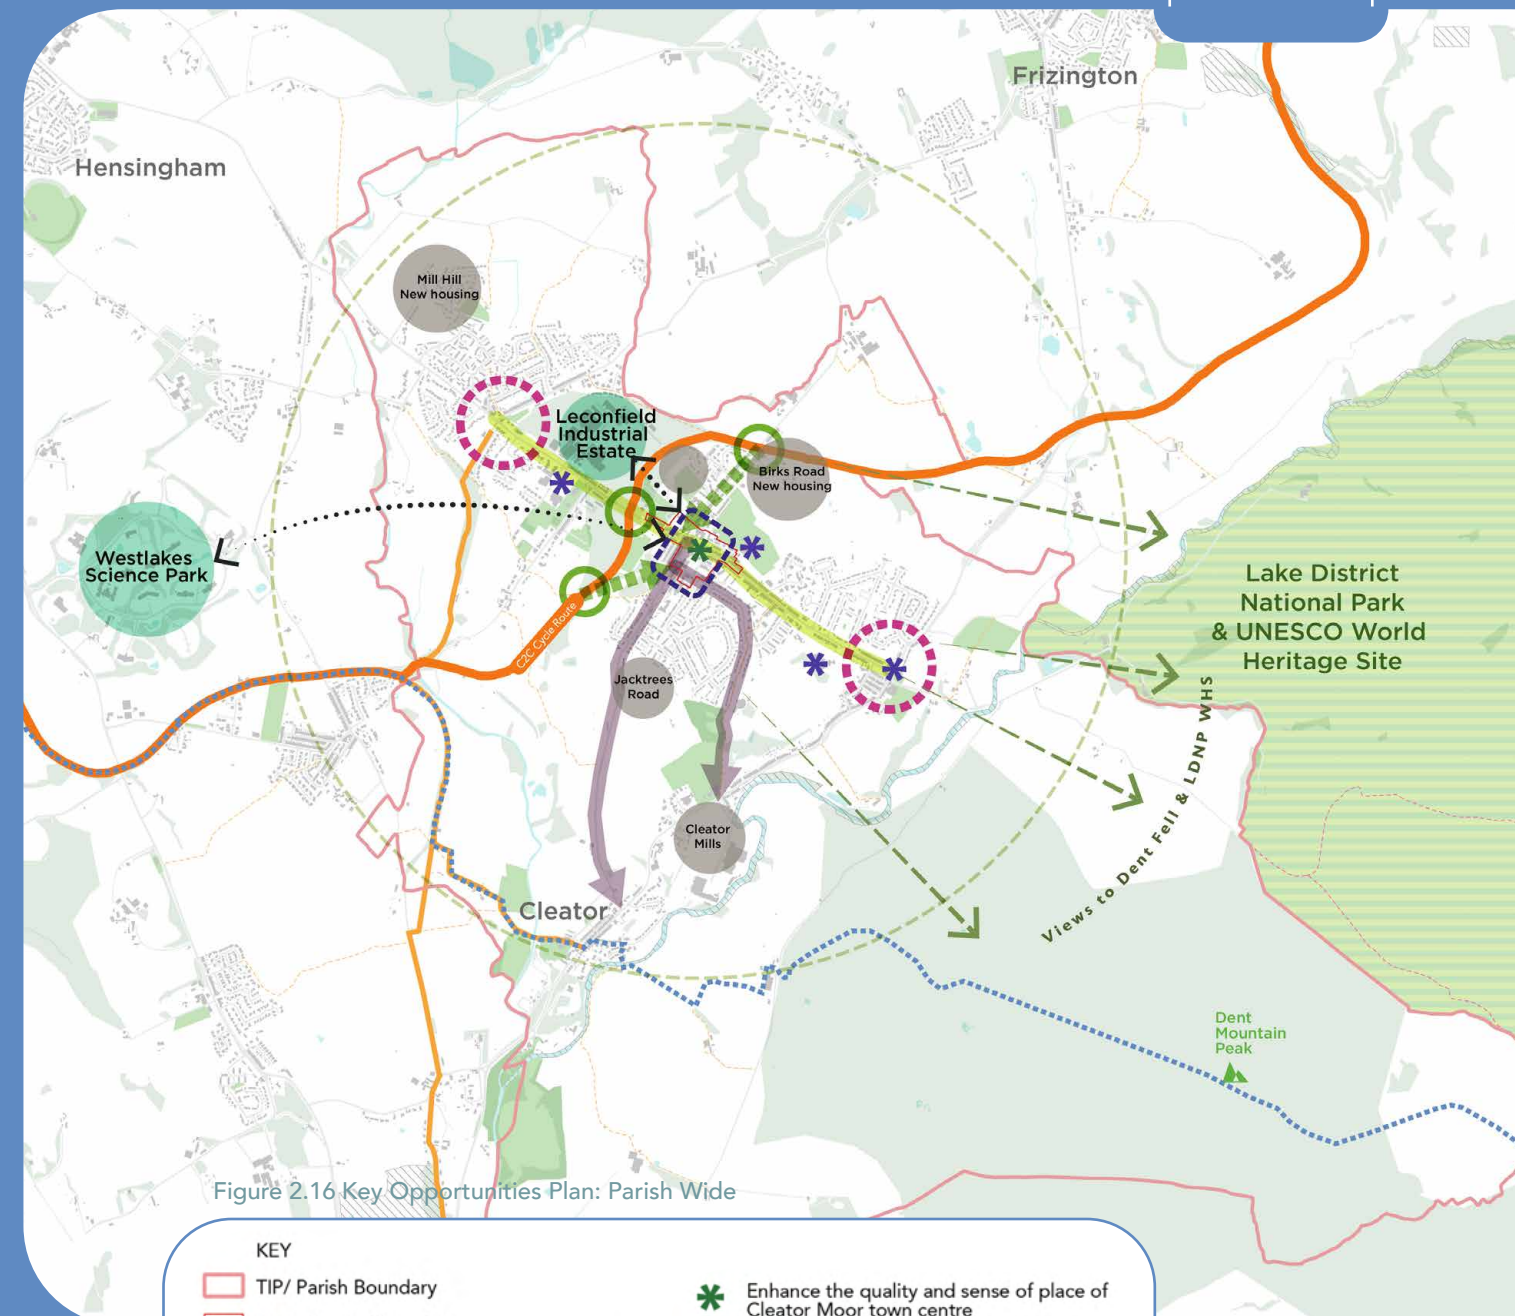 Frizington
Hensingham
Mill Hill
New housing
Leconfield
Industrial
Estate
Birks Road
New housing
Westlakes
Science Park
Lake District
National Park
& UNESCO World
Heritage Site
C2C Cycle Route
Jacktrees
Road
Views to Dent Fell & LDNP WHS
Cleator
Mills
Cleator
Dent
Mountain
Peak
Figure 2.16 Key Opportunities Plan: Parish Wide
KEY
TIP/ Parish Boundary
Enhance the quality and sense of place of
Cleator Moor town centre